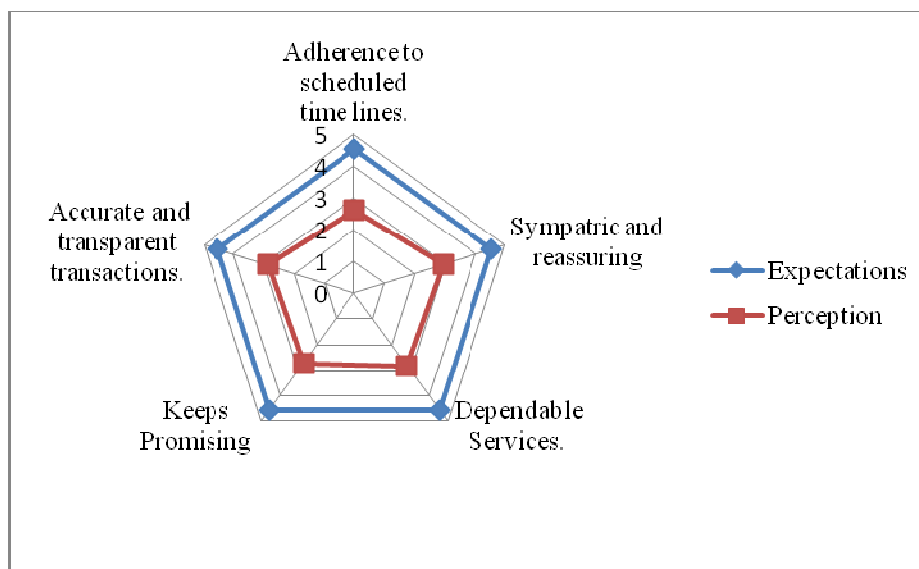 Adherence to
scheduled
time lines.
5
4
3
2
1
0
Sympatric and
reassuring
Dependable
Services.
Keeps
Promising
Accurate and
transparent
transactions.
Expectations
Perception